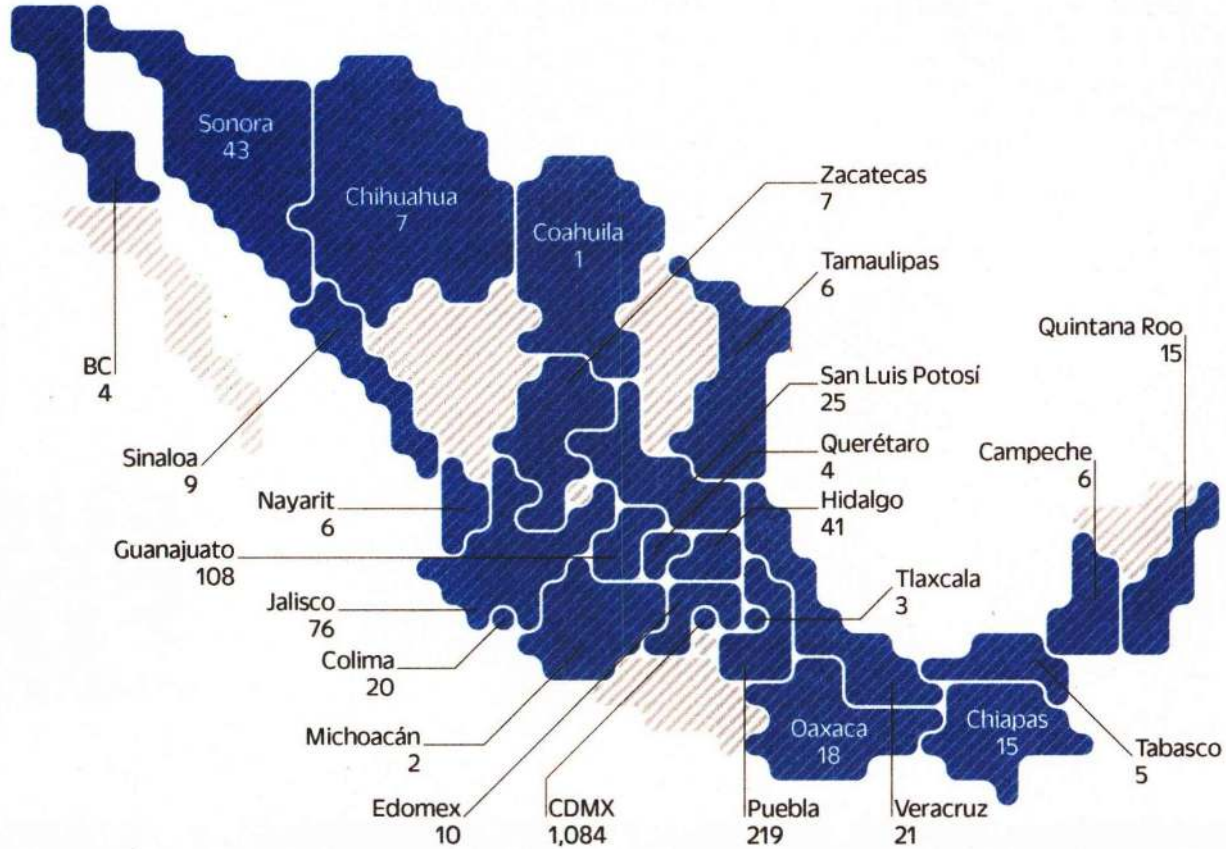 Sonora
43
Chihuahua
7
Coahuila
1
Zacatecas
7
Tamaulipas
6
Quintana Roo
15
BC
4
San Luis Potosí
25
Sinaloa
9
Querétaro
4
Campeche
6
Nayarit
6
Hidalgo
41
Guanajuato
108
Tlaxcala
3
Jalisco
76
Colima
20
Michoacán
2
Oaxaca
18
Chiapas
15
Tabasco
5
Edomex
10
CDMX
1,084
Puebla
219
Veracruz
21